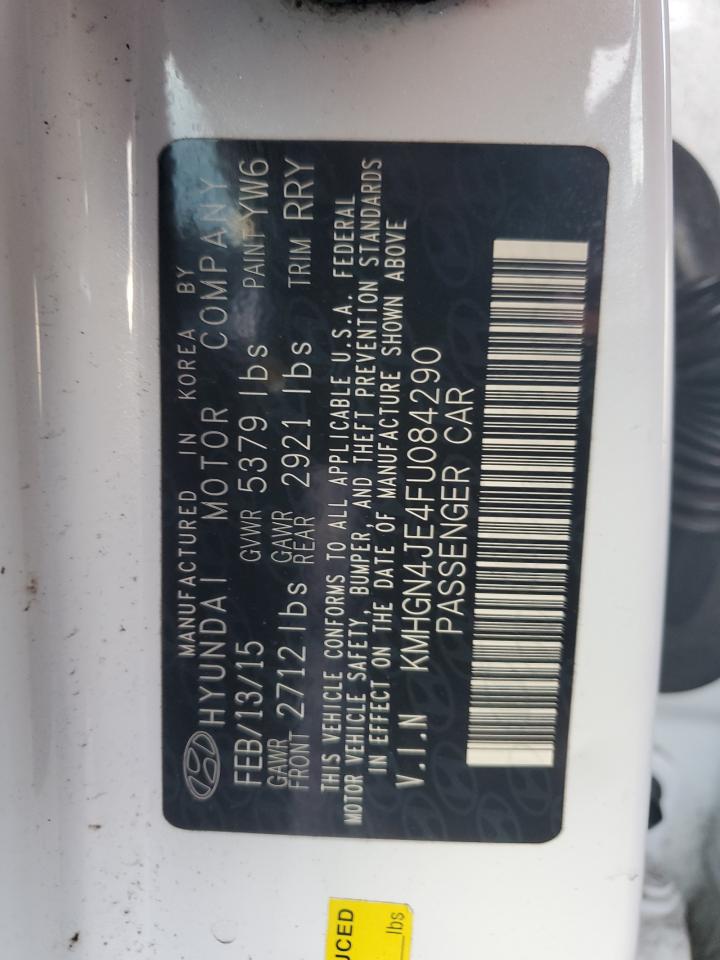 MANUFACTURED IN KOREA BY
HYUNDAI MOTOR COMPANY
FEB/13/15 GVWR 5379 lbs PAINT YW6
GAWR FRONT 2712 lbs GAWR REAR 2921 lbs TRIM RRY
THIS VEHICLE CONFORMS TO ALL APPLICABLE U.S.A. FEDERAL
MOTOR VEHICLE SAFETY, BUMPER, AND THEFT PREVENTION STANDARDS
IN EFFECT ON THE DATE OF MANUFACTURE SHOWN ABOVE
V.I.N KMHGN4JE4FU084290
PASSENGER CAR
UCED
lbs